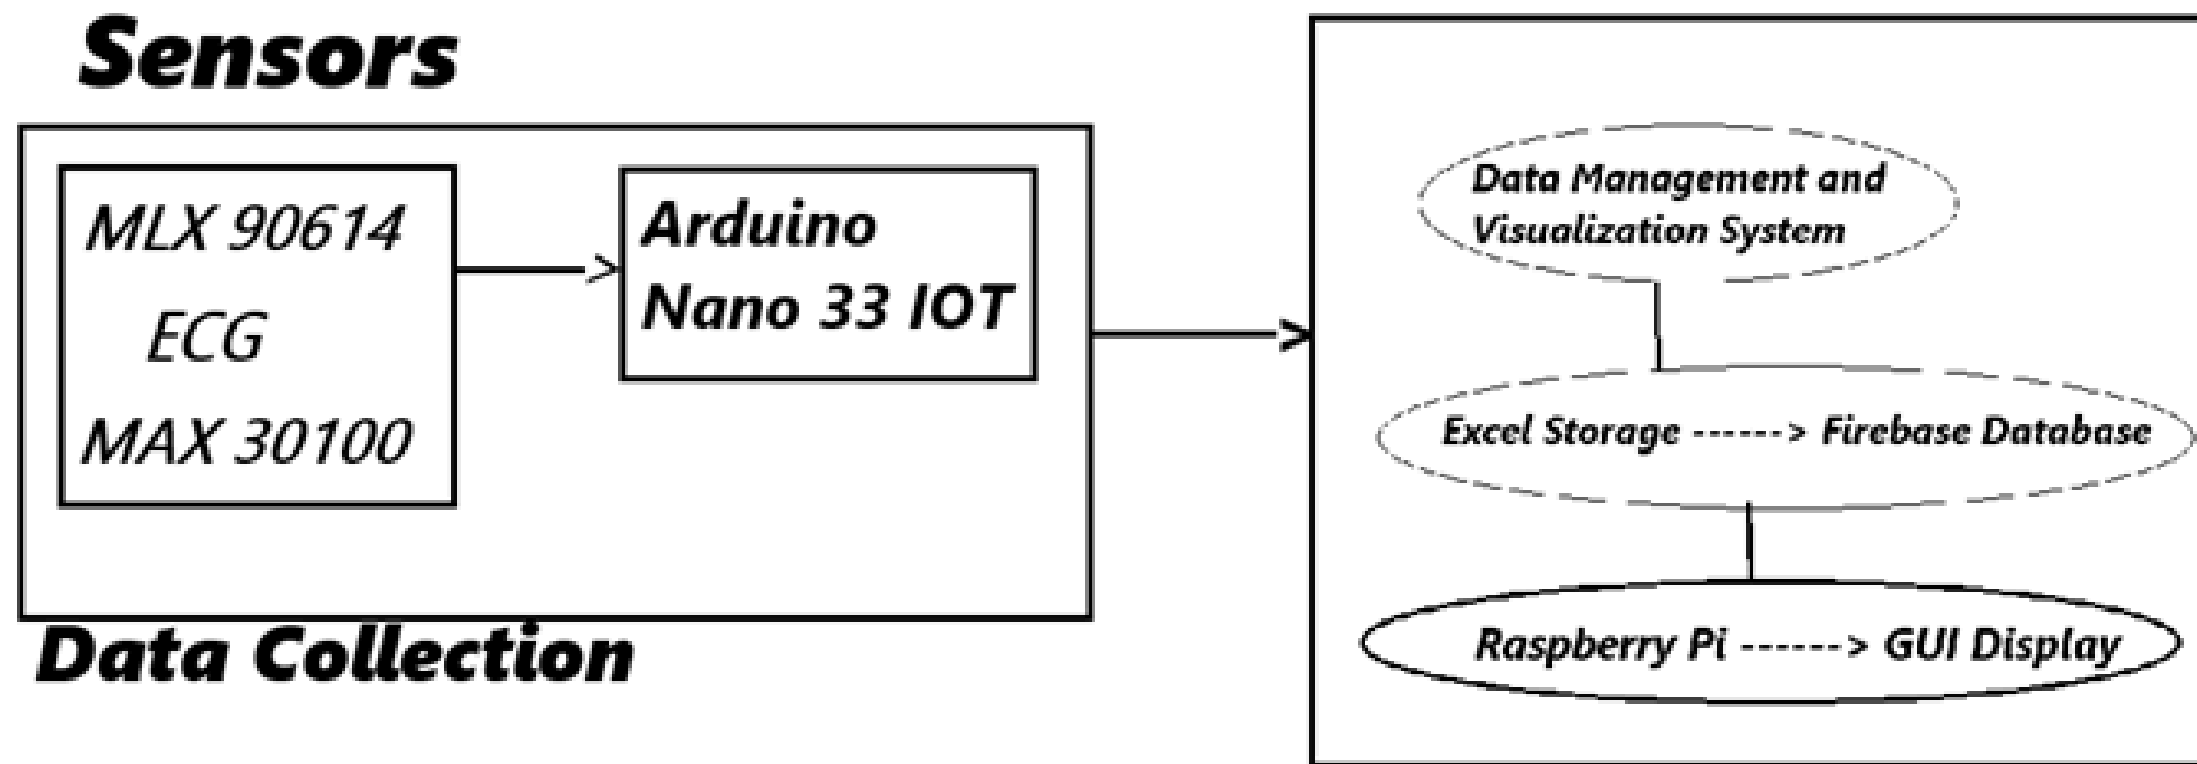 Sensors
MLX 90614
ECG
MAX 30100
Arduino
Nano 33 IOT
Data Collection
Data Management and
Visualization System
Excel Storage ------> Firebase Database
Raspberry Pi ------> GUI Display